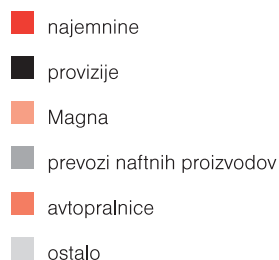 najemnine
provizije
Magna
prevozi naftnih proizvodov
avtopralnice
ostalo